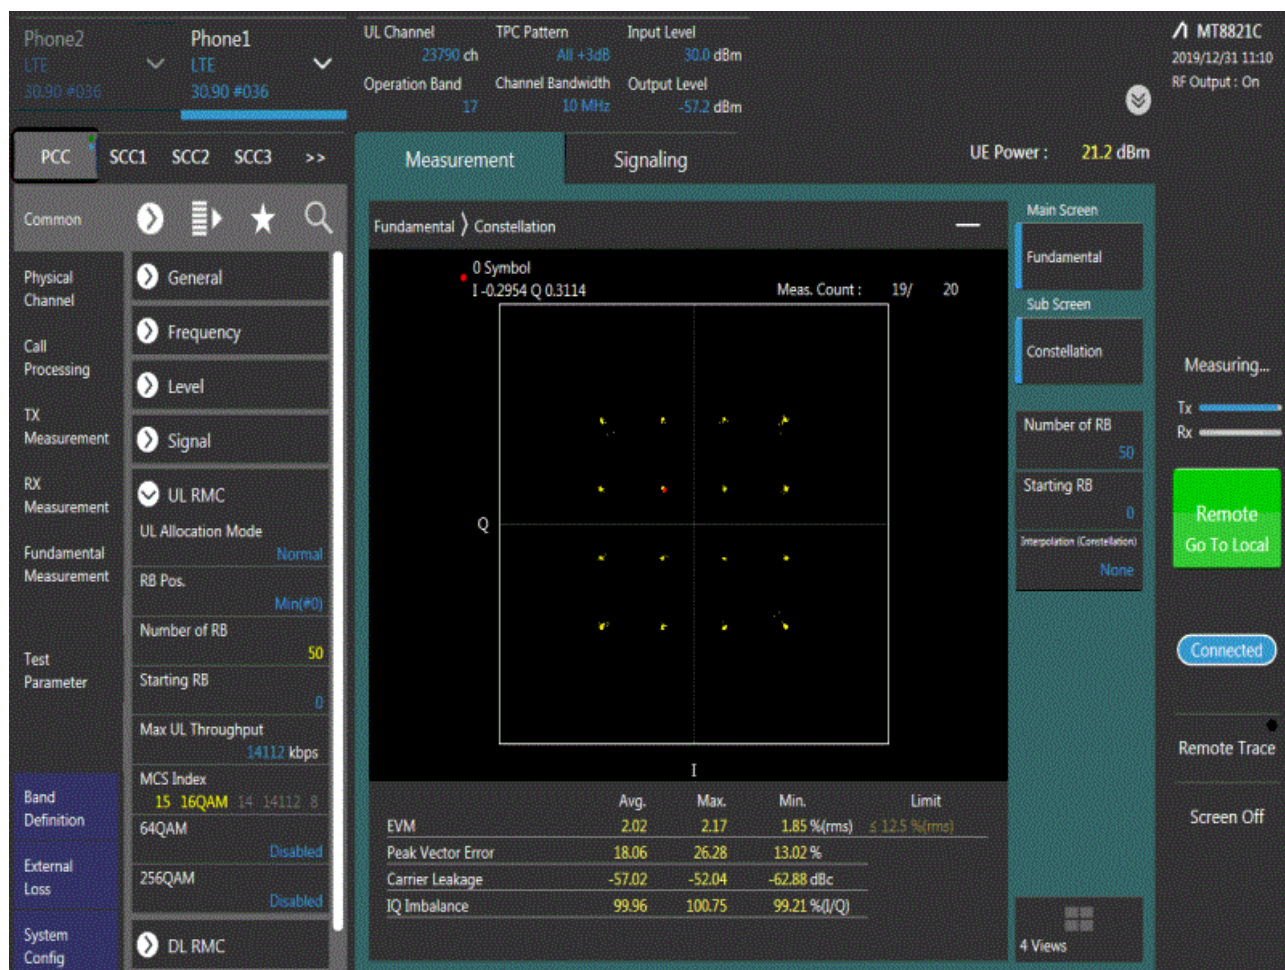 Phone2
LTE
30.90 #036
Phone1
LTE
30.90 #036
UL Channel
23790 ch
TPC Pattern
All +3dB
Input Level
30.0 dBm
Operation Band
17
Channel Bandwidth
10 MHz
Output Level
-57.2 dBm
MT8821C
2019/12/31 11:10
RF Output : On
PCC SCC1 SCC2 SCC3 >>
Measurement
Signaling
UE Power : 21.2 dBm
Common
Physical
Channel
Call
Processing
TX
Measurement
RX
Measurement
Fundamental
Measurement
Test
Parameter
Band
Definition
External
Loss
System
Config
General
Frequency
Level
Signal
UL RMC
UL Allocation Mode
Normal
RB Pos.
Min(#0)
Number of RB
50
Starting RB
0
Max UL Throughput
14112 kbps
MCS Index
15 16QAM 14 14112 8
64QAM
Disabled
256QAM
Disabled
DL RMC
Fundamental 〉 Constellation
0 Symbol
I -0.2954 Q 0.3114
Meas. Count : 19/ 20
Q
I
Avg. Max. Min. Limit
EVM 2.02 2.17 1.85 %(rms) ≤ 12.5 %(rms)
Peak Vector Error 18.06 26.28 13.02 %
Carrier Leakage -57.02 -52.04 -62.88 dBc
IQ Imbalance 99.96 100.75 99.21 %(I/Q)
Main Screen
Fundamental
Sub Screen
Constellation
Number of RB
50
Starting RB
0
Interpolation (Constellation)
None
4 Views
Measuring...
Tx
Rx
Remote
Go To Local
Connected
Remote Trace
Screen Off